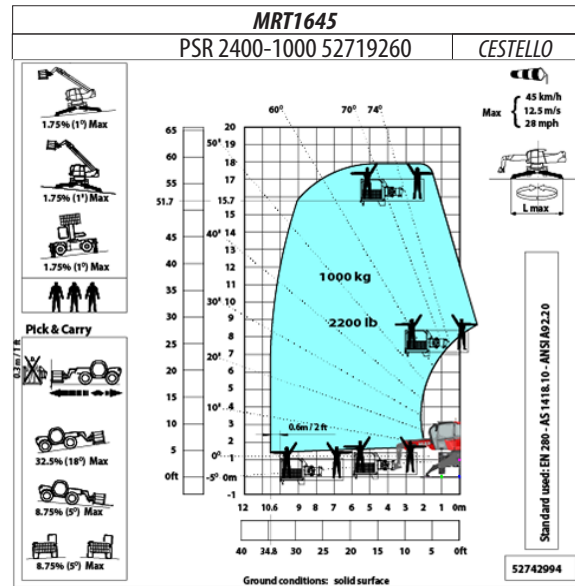 MRT1645
PSR 2400-1000 52719260 CESTELLO
1.75% (1°) Max
1.75% (1°) Max
1.75% (1°) Max
Pick & Carry
0.3 m / 1 ft
32.5% (18°) Max
8.75% (5°) Max
8.75% (5°) Max
60° 70° 74°
50°
40°
30°
20°
10°
0°
-5°
65
60
55
51.7
45
40
35
30
25
20
15
10
5
0ft
20
19
18
17
15.7
14
13
12
11
10
9
8
7
6
5
4
3
2
1
0m
-1
1000 kg
2200 lb
0.6m / 2 ft
12 10.6 9 8 7 6 5 4 3 2 1 0m
40 34.8 30 25 20 15 10 5 0ft
Ground conditions: solid surface
Max
45 km/h
12.5 m/s
28 mph
L max
Standard used: EN 280 - AS 1418.10 - ANSI A92.20
52742994